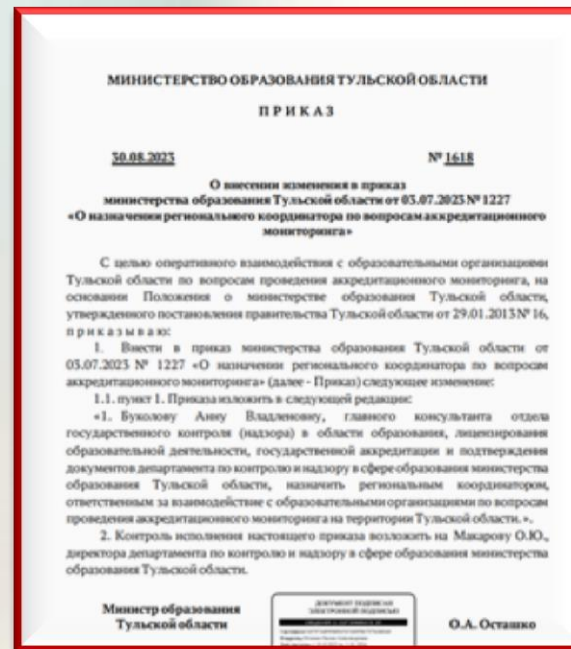 МИНИСТЕРСТВО ОБРАЗОВАНИЯ ТУЛЬСКОЙ ОБЛАСТИ
П Р И К А З
30.08.2023 № 1618
О внесении изменения в приказ
министерства образования Тульской области от 03.07.2023 № 1227
«О назначении регионального координатора по вопросам аккредитационного
мониторинга»
С целью оперативного взаимодействия с образовательными организациями
Тульской области по вопросам проведения аккредитационного мониторинга, на
основании Положения о министерстве образования Тульской области,
утвержденного постановления правительства Тульской области от 29.01.2013 № 16,
п р и к а з ы в а ю:
1. Внести в приказ министерства образования Тульской области от
03.07.2023 № 1227 «О назначении регионального координатора по вопросам
аккредитационного мониторинга» (далее - Приказ) следующее изменение:
1.1. пункт 1. Приказа изложить в следующей редакции:
«1. Буколову Анну Владленовну, главного консультанта отдела
государственного контроля (надзора) в области образования, лицензирования
образовательной деятельности, государственной аккредитации и подтверждения
документов департамента по контролю и надзору в сфере образования министерства
образования Тульской области, назначить региональным координатором,
ответственным за взаимодействие с образовательными организациями по вопросам
проведения аккредитационного мониторинга на территории Тульской области.».
2. Контроль исполнения настоящего приказа возложить на Макарову О.Ю.,
директора департамента по контролю и надзору в сфере образования министерства
образования Тульской области.
Министр образования
Тульской области
ДОКУМЕНТ ПОДПИСАН
ЭЛЕКТРОННОЙ ПОДПИСЬЮ
О.А. Осташко